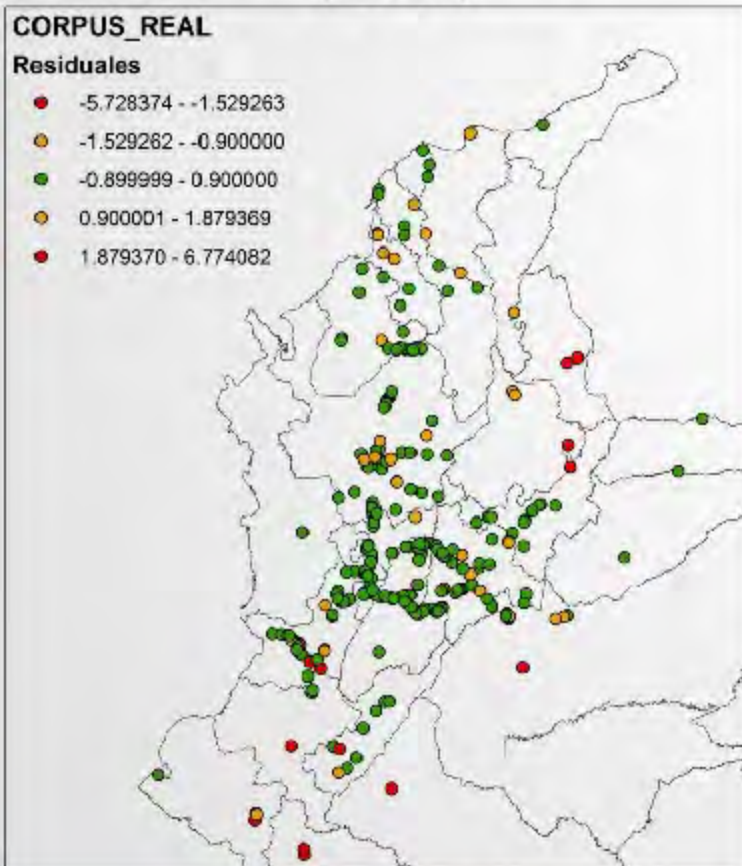 CORPUS_REAL
Residuales
-5.728374 - -1.529263
-1.529262 - -0.900000
-0.899999 - 0.900000
0.900001 - 1.879369
1.879370 - 6.774082